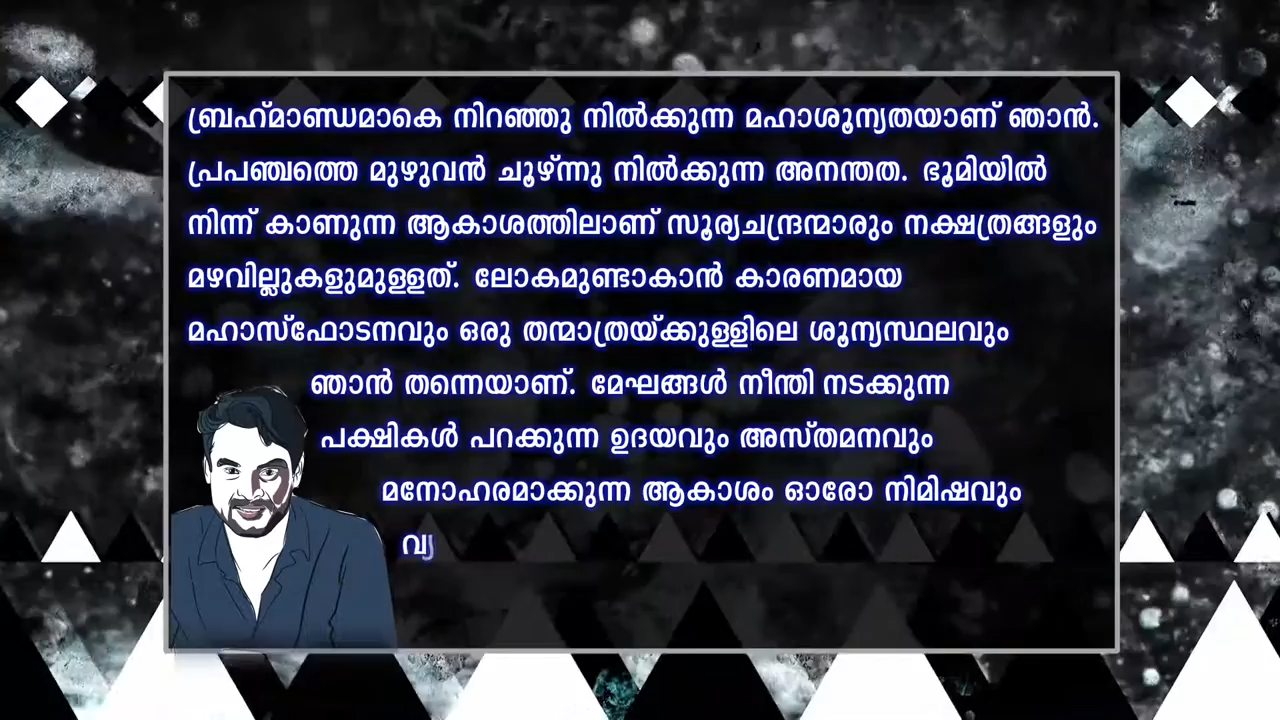 ബ്രഹ്മാണ്ഡമാകെ നിറഞ്ഞു നിൽക്കുന്ന മഹാശൂന്യതയാണ് ഞാൻ.
പ്രപഞ്ചത്തെ മുഴുവൻ ചൂഴ്ന്നു നിൽക്കുന്ന അനന്തത. ഭൂമിയിൽ
നിന്ന് കാണുന്ന ആകാശത്തിലാണ് സൂര്യചന്ദ്രന്മാരും നക്ഷത്രങ്ങളും
മഴവില്ലുകളുമുള്ളത്. ലോകമുണ്ടാകാൻ കാരണമായ
മഹാസ്ഫോടനവും ഒരു തന്മാത്രയ്ക്കുള്ളിലെ ശൂന്യസ്ഥലവും
ഞാൻ തന്നെയാണ്. മേഘങ്ങൾ നീന്തി നടക്കുന്ന
പക്ഷികൾ പറക്കുന്ന ഉദയവും അസ്തമനവും
മനോഹരമാക്കുന്ന ആകാശം ഓരോ നിമിഷവും
വ്യ